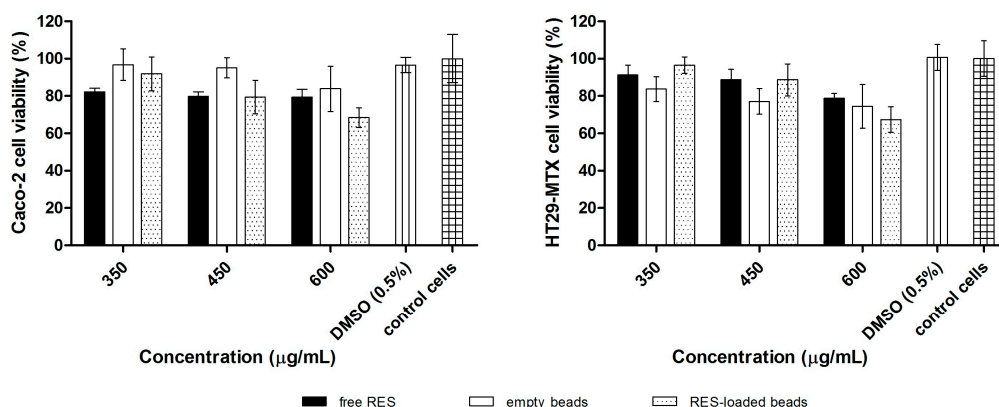 Caco-2 cell viability (%)
120
100
80
60
40
20
0
350
450
600
DMSO (0.5%)
control cells
Concentration (μg/mL)
HT29-MTX cell viability (%)
120
100
80
60
40
20
0
350
450
600
DMSO (0.5%)
control cells
Concentration (μg/mL)
free RES
empty beads
RES-loaded beads